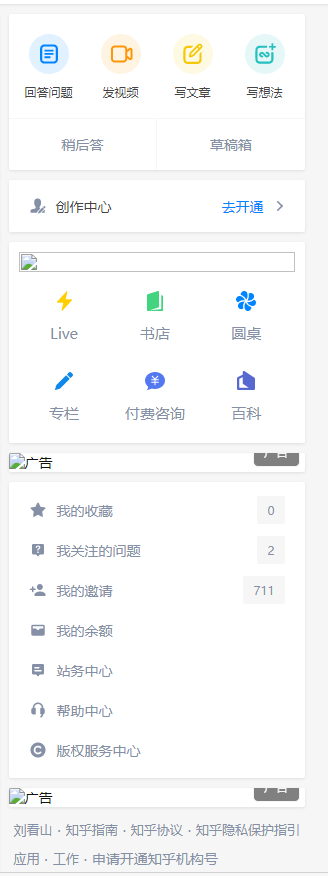 回答问题 发视频 写文章 写想法
稍后答 草稿箱
创作中心 去开通
Live 书店 圆桌
专栏 付费咨询 百科
广告 广告
我的收藏 0
我关注的问题 2
我的邀请 711
我的余额
站务中心
帮助中心
版权服务中心
广告 广告
刘看山 · 知乎指南 · 知乎协议 · 知乎隐私保护指引
应用 · 工作 · 申请开通知乎机构号